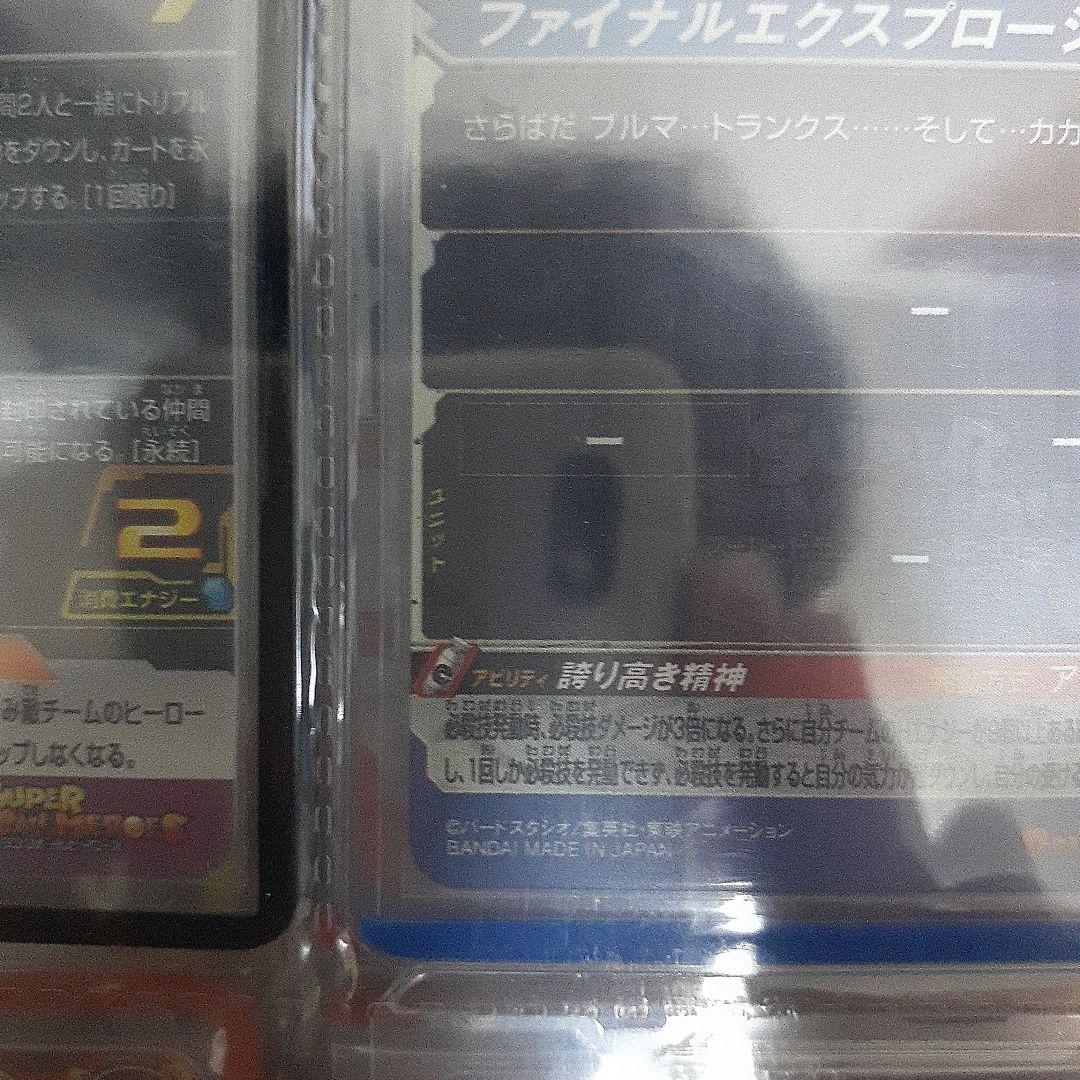 間2人と一緒にトリプル
をダウンし、ガードを永
ップする [1回限り]
封印されている仲間
可能になる [永続]
2
消費エナジー
チームのヒーロー
ップしなくなる。
SUPER
ファイナルエクスプロージ
さらばだ ブルマ…トランクス……そして…カカ
ー
ー
ー
ユニット
ー
アビリティ 誇り高き精神
ア
必殺技発動時、必殺技ダメージが3倍になる。さらに自分チームの
し、1回しか必殺技を発動できず、必殺技を発動すると自分の気力が
©バードスタジオ/集英社・東映アニメーション
BANDAI MADE IN JAPAN